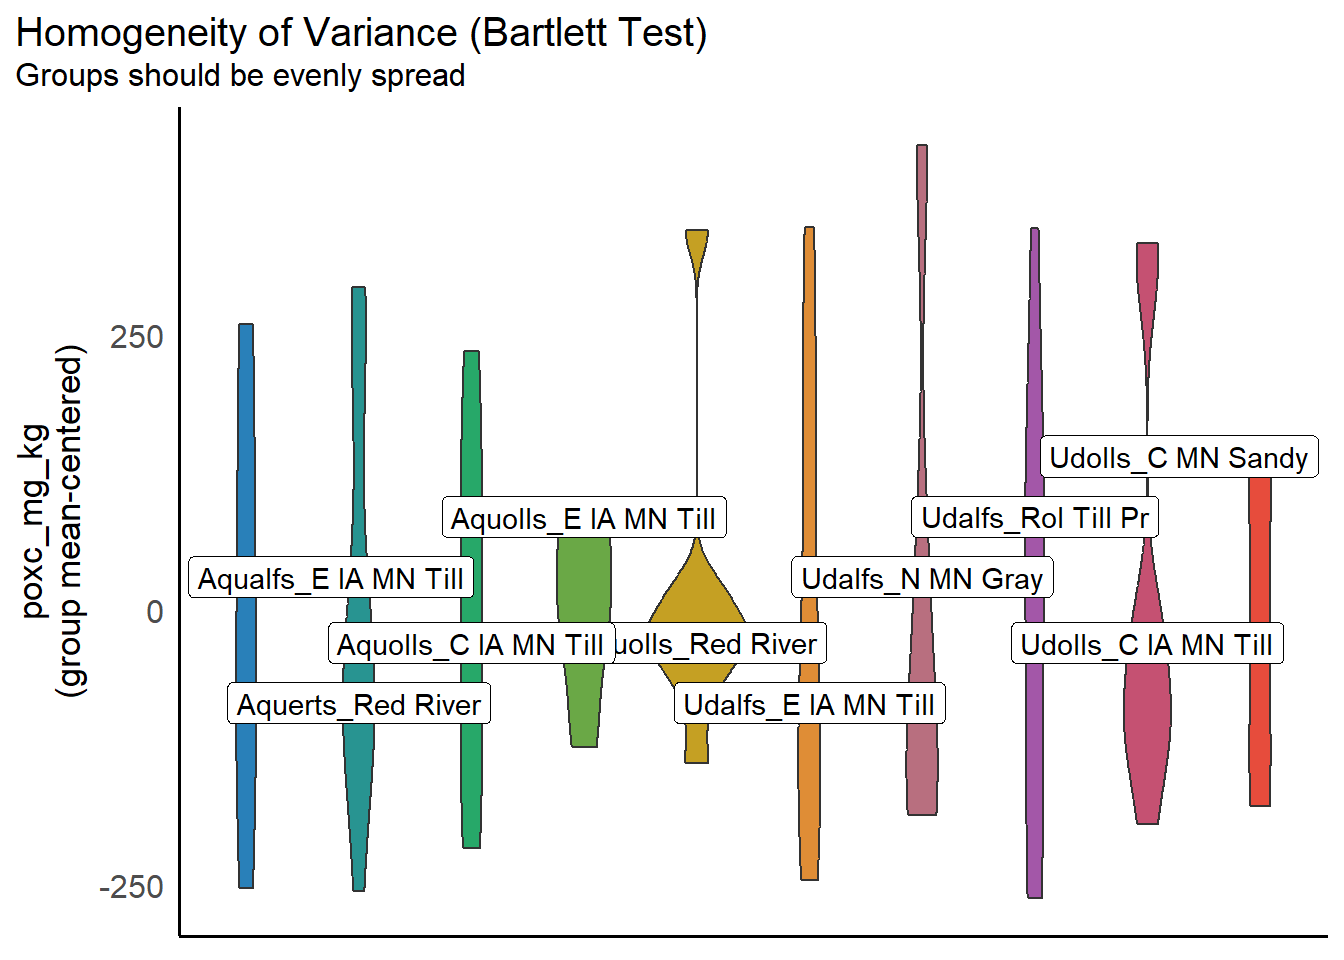 Homogeneity of Variance (Bartlett Test)
Groups should be evenly spread
poxc_mg_kg
(group mean-centered)
250
0
-250
Udolls_C MN Sandy
Aquolls_E IA MN Till
Udalfs_Rol Till Pr
Aqualfs_E IA MN Till
Udalfs_N MN Gray
Aquolls_C IA MN Till
uolls_Red River
Udolls_C IA MN Till
Aquerts_Red River
Udalfs_E IA MN Till